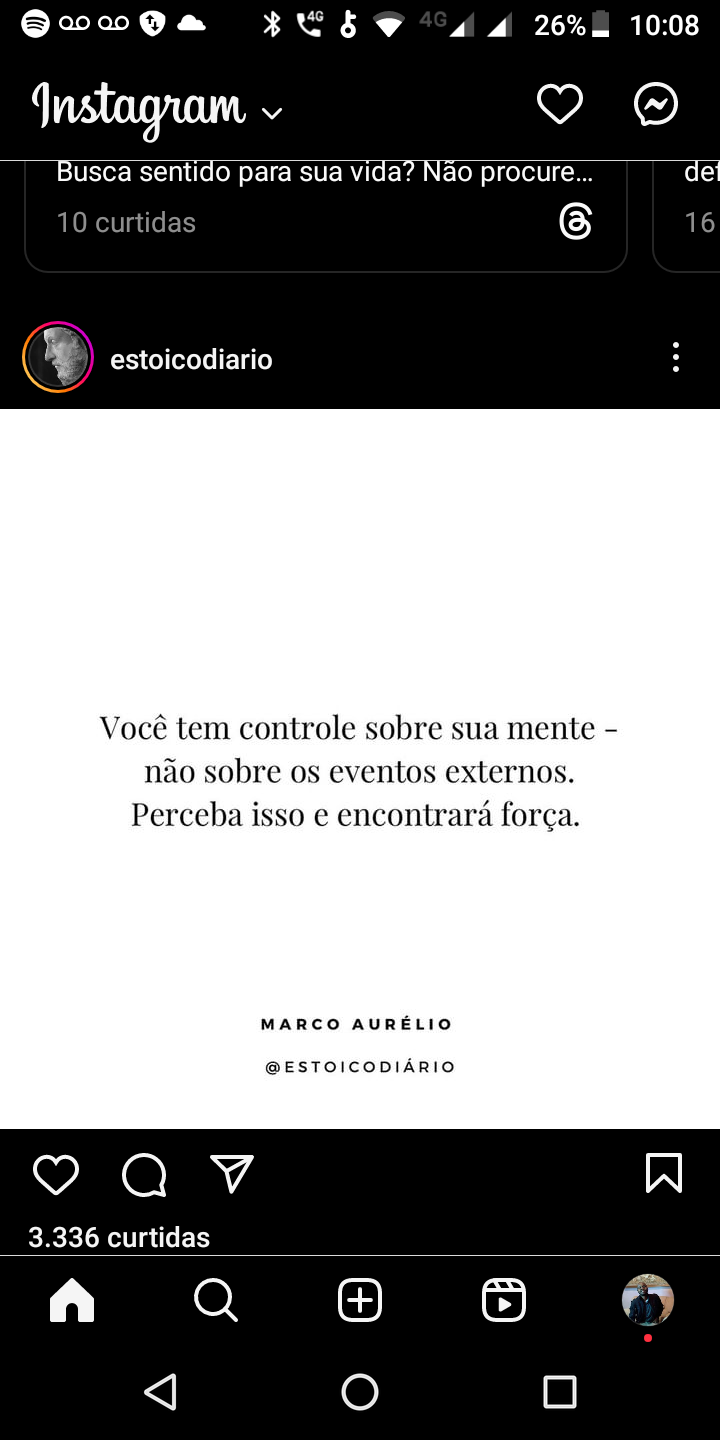 4G 4G 26% 10:08
Instagram
Busca sentido para sua vida? Não procure... def
10 curtidas 16
estoicodiario
Você tem controle sobre sua mente -
não sobre os eventos externos.
Perceba isso e encontrará força.
MARCO AURÉLIO
@ESTOICODIÁRIO
3.336 curtidas